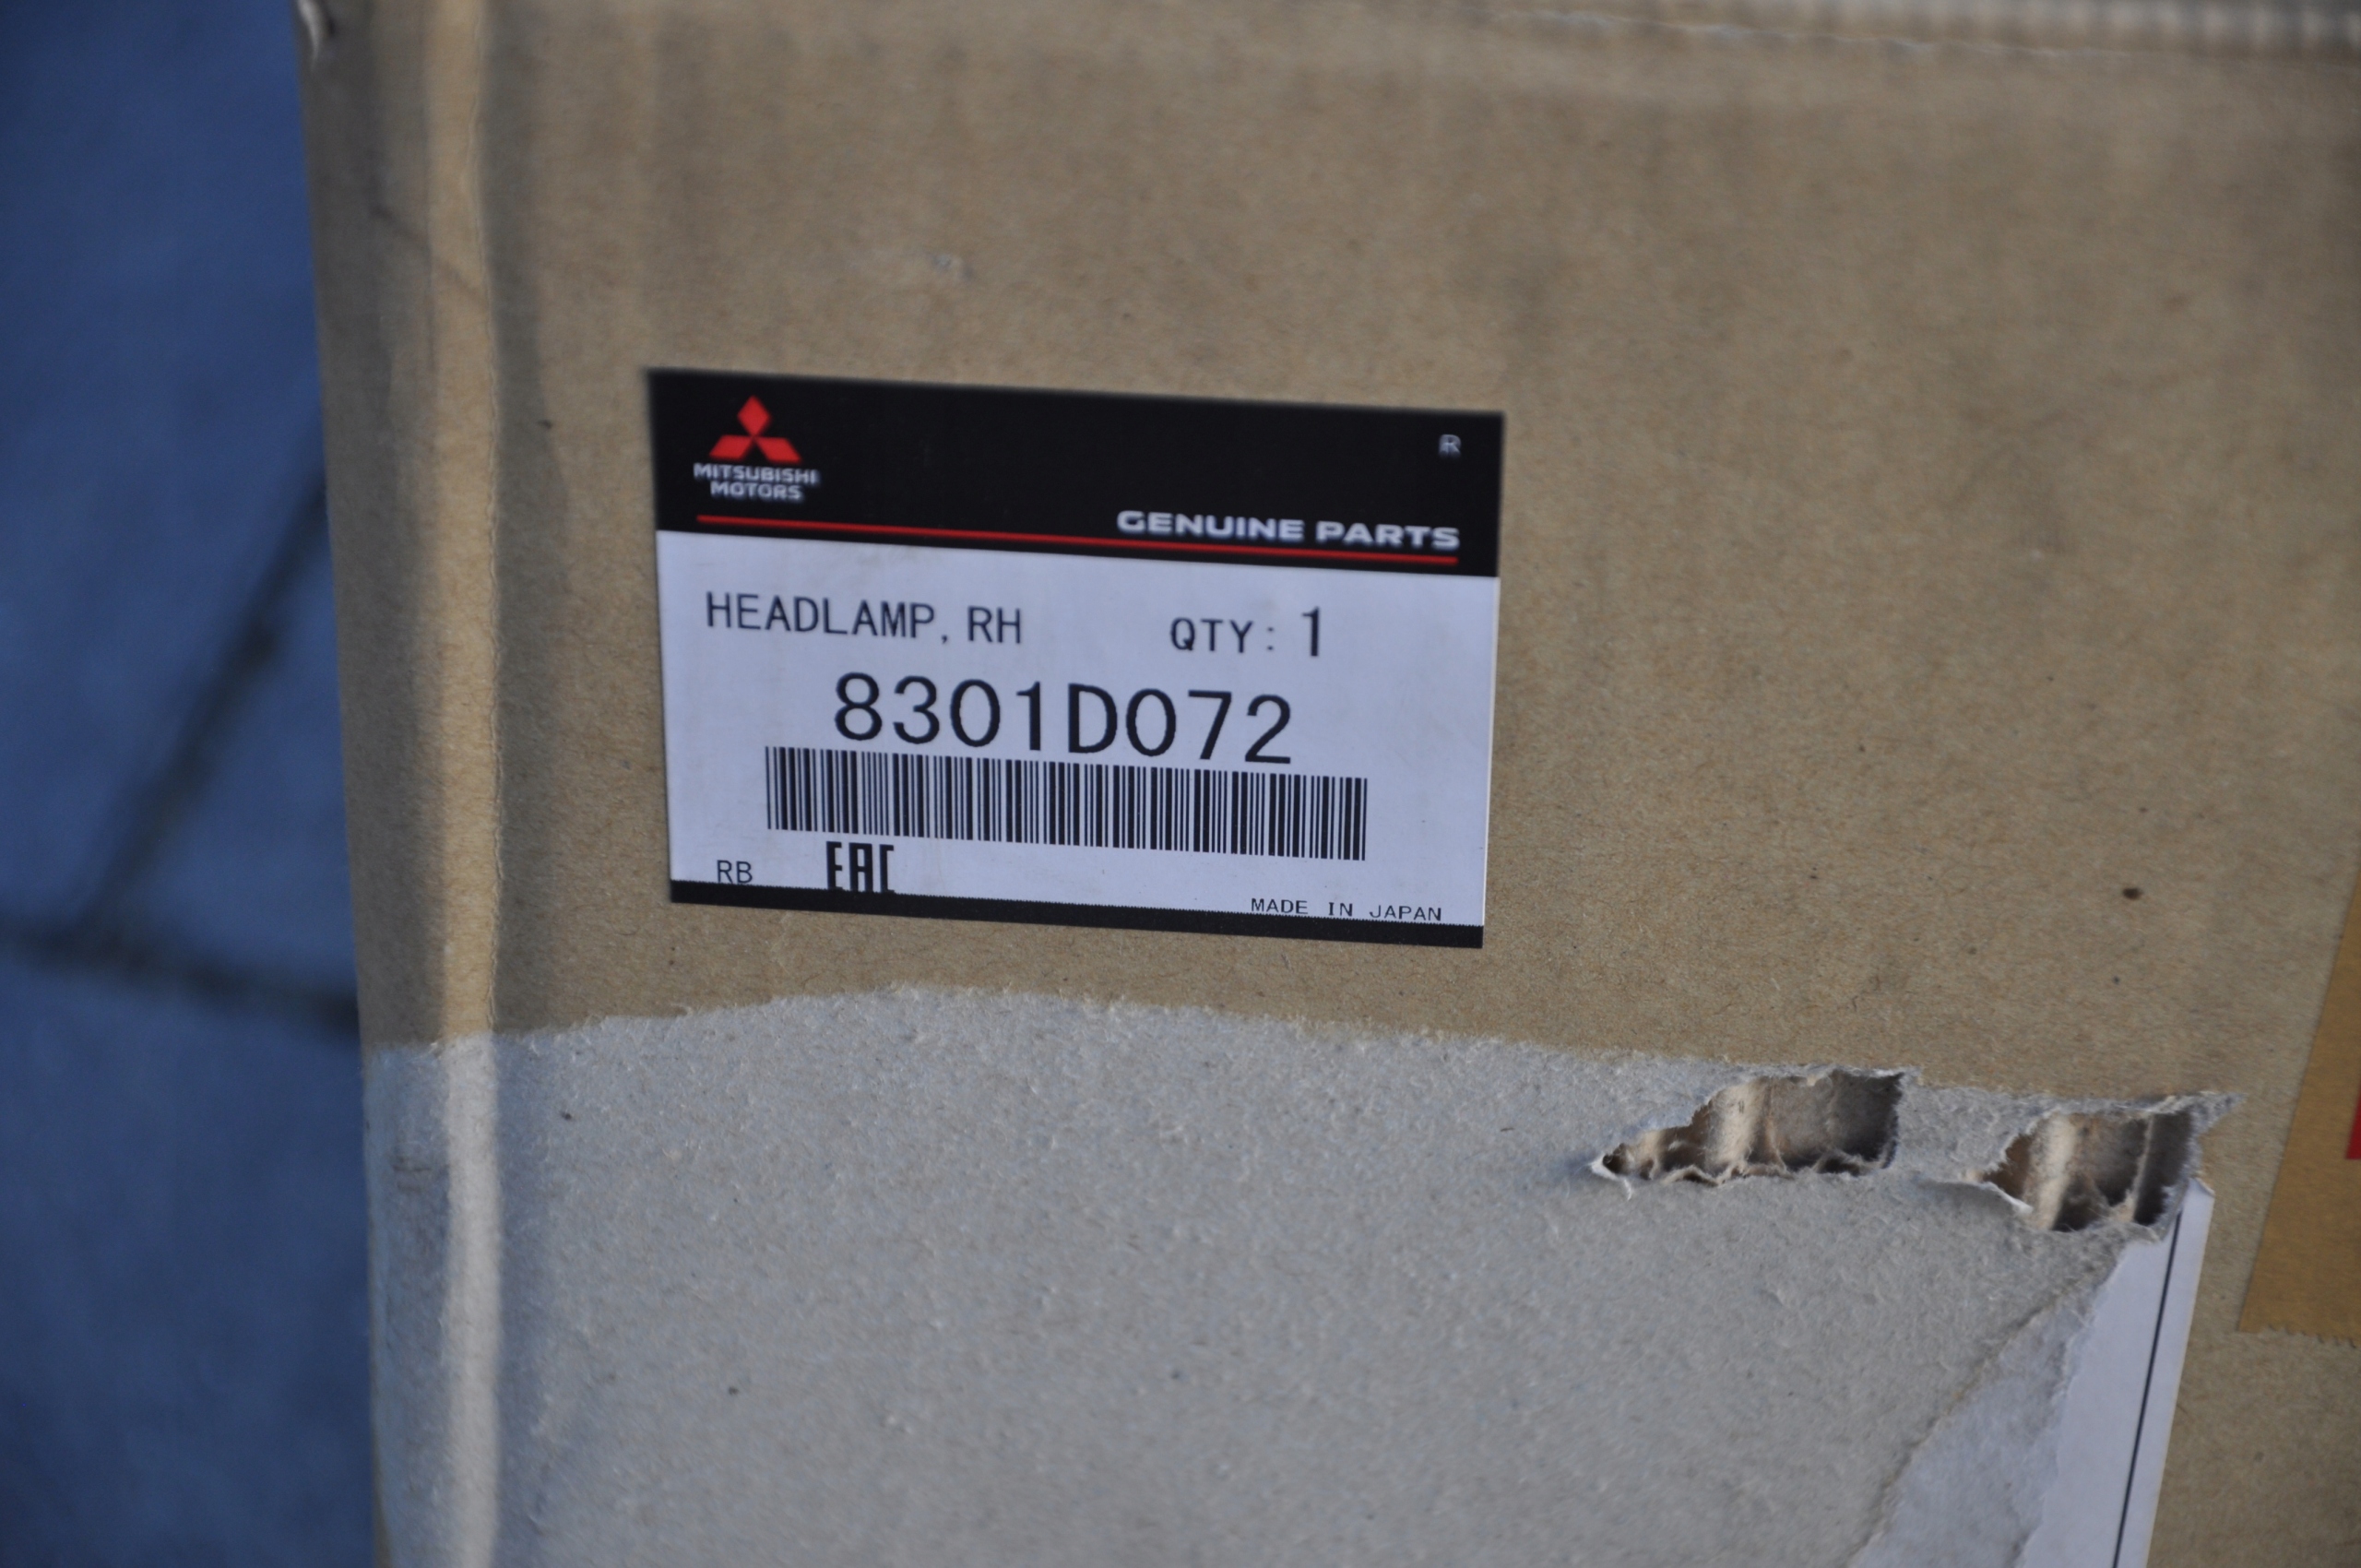 MITSUBISHI
MOTORS
R
GENUINE PARTS
HEADLAMP, RH QTY: 1
8301D072
RB EAC
MADE IN JAPAN